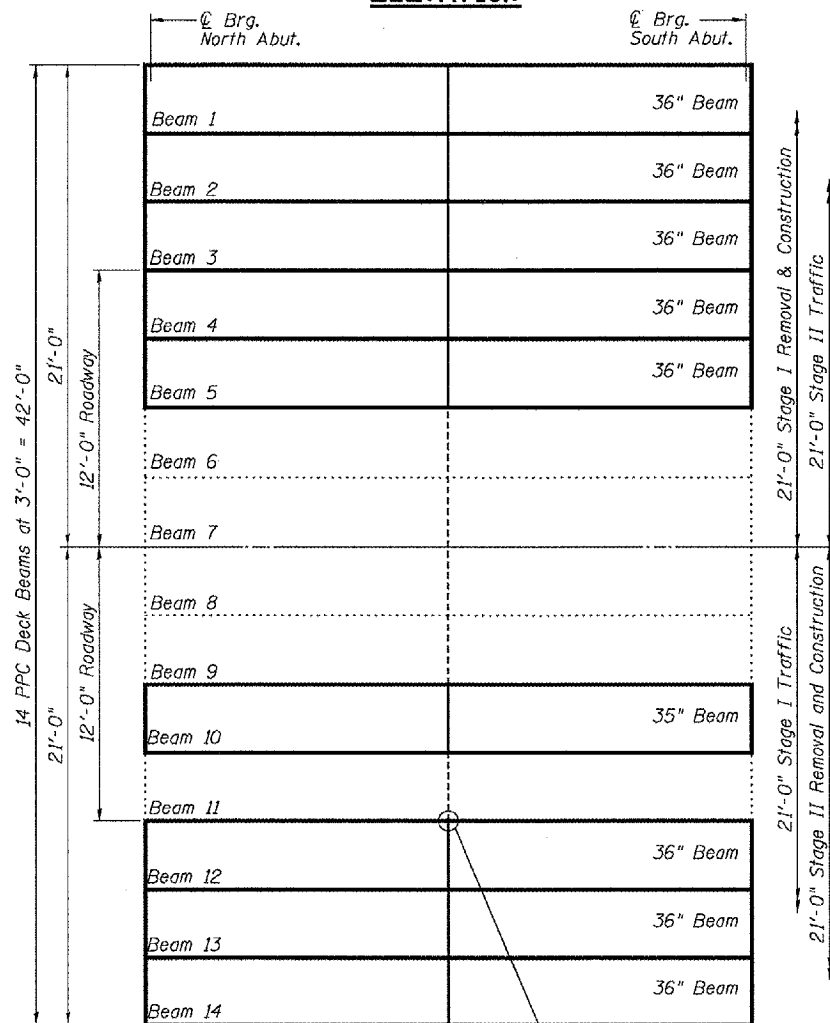 ℄ Brg.
North Abut.
℄ Brg.
South Abut.
Beam 1
36" Beam
Beam 2
36" Beam
Beam 3
36" Beam
Beam 4
36" Beam
Beam 5
36" Beam
Beam 6
Beam 7
Beam 8
Beam 9
Beam 10
35" Beam
Beam 11
Beam 12
36" Beam
Beam 13
36" Beam
Beam 14
36" Beam
14 PPC Deck Beams at 3'-0" = 42'-0"
21'-0"
12'-0" Roadway
21'-0"
12'-0" Roadway
21'-0" Stage I Removal & Construction
21'-0" Stage II Traffic
21'-0" Stage I Traffic
21'-0" Stage II Removal and Construction